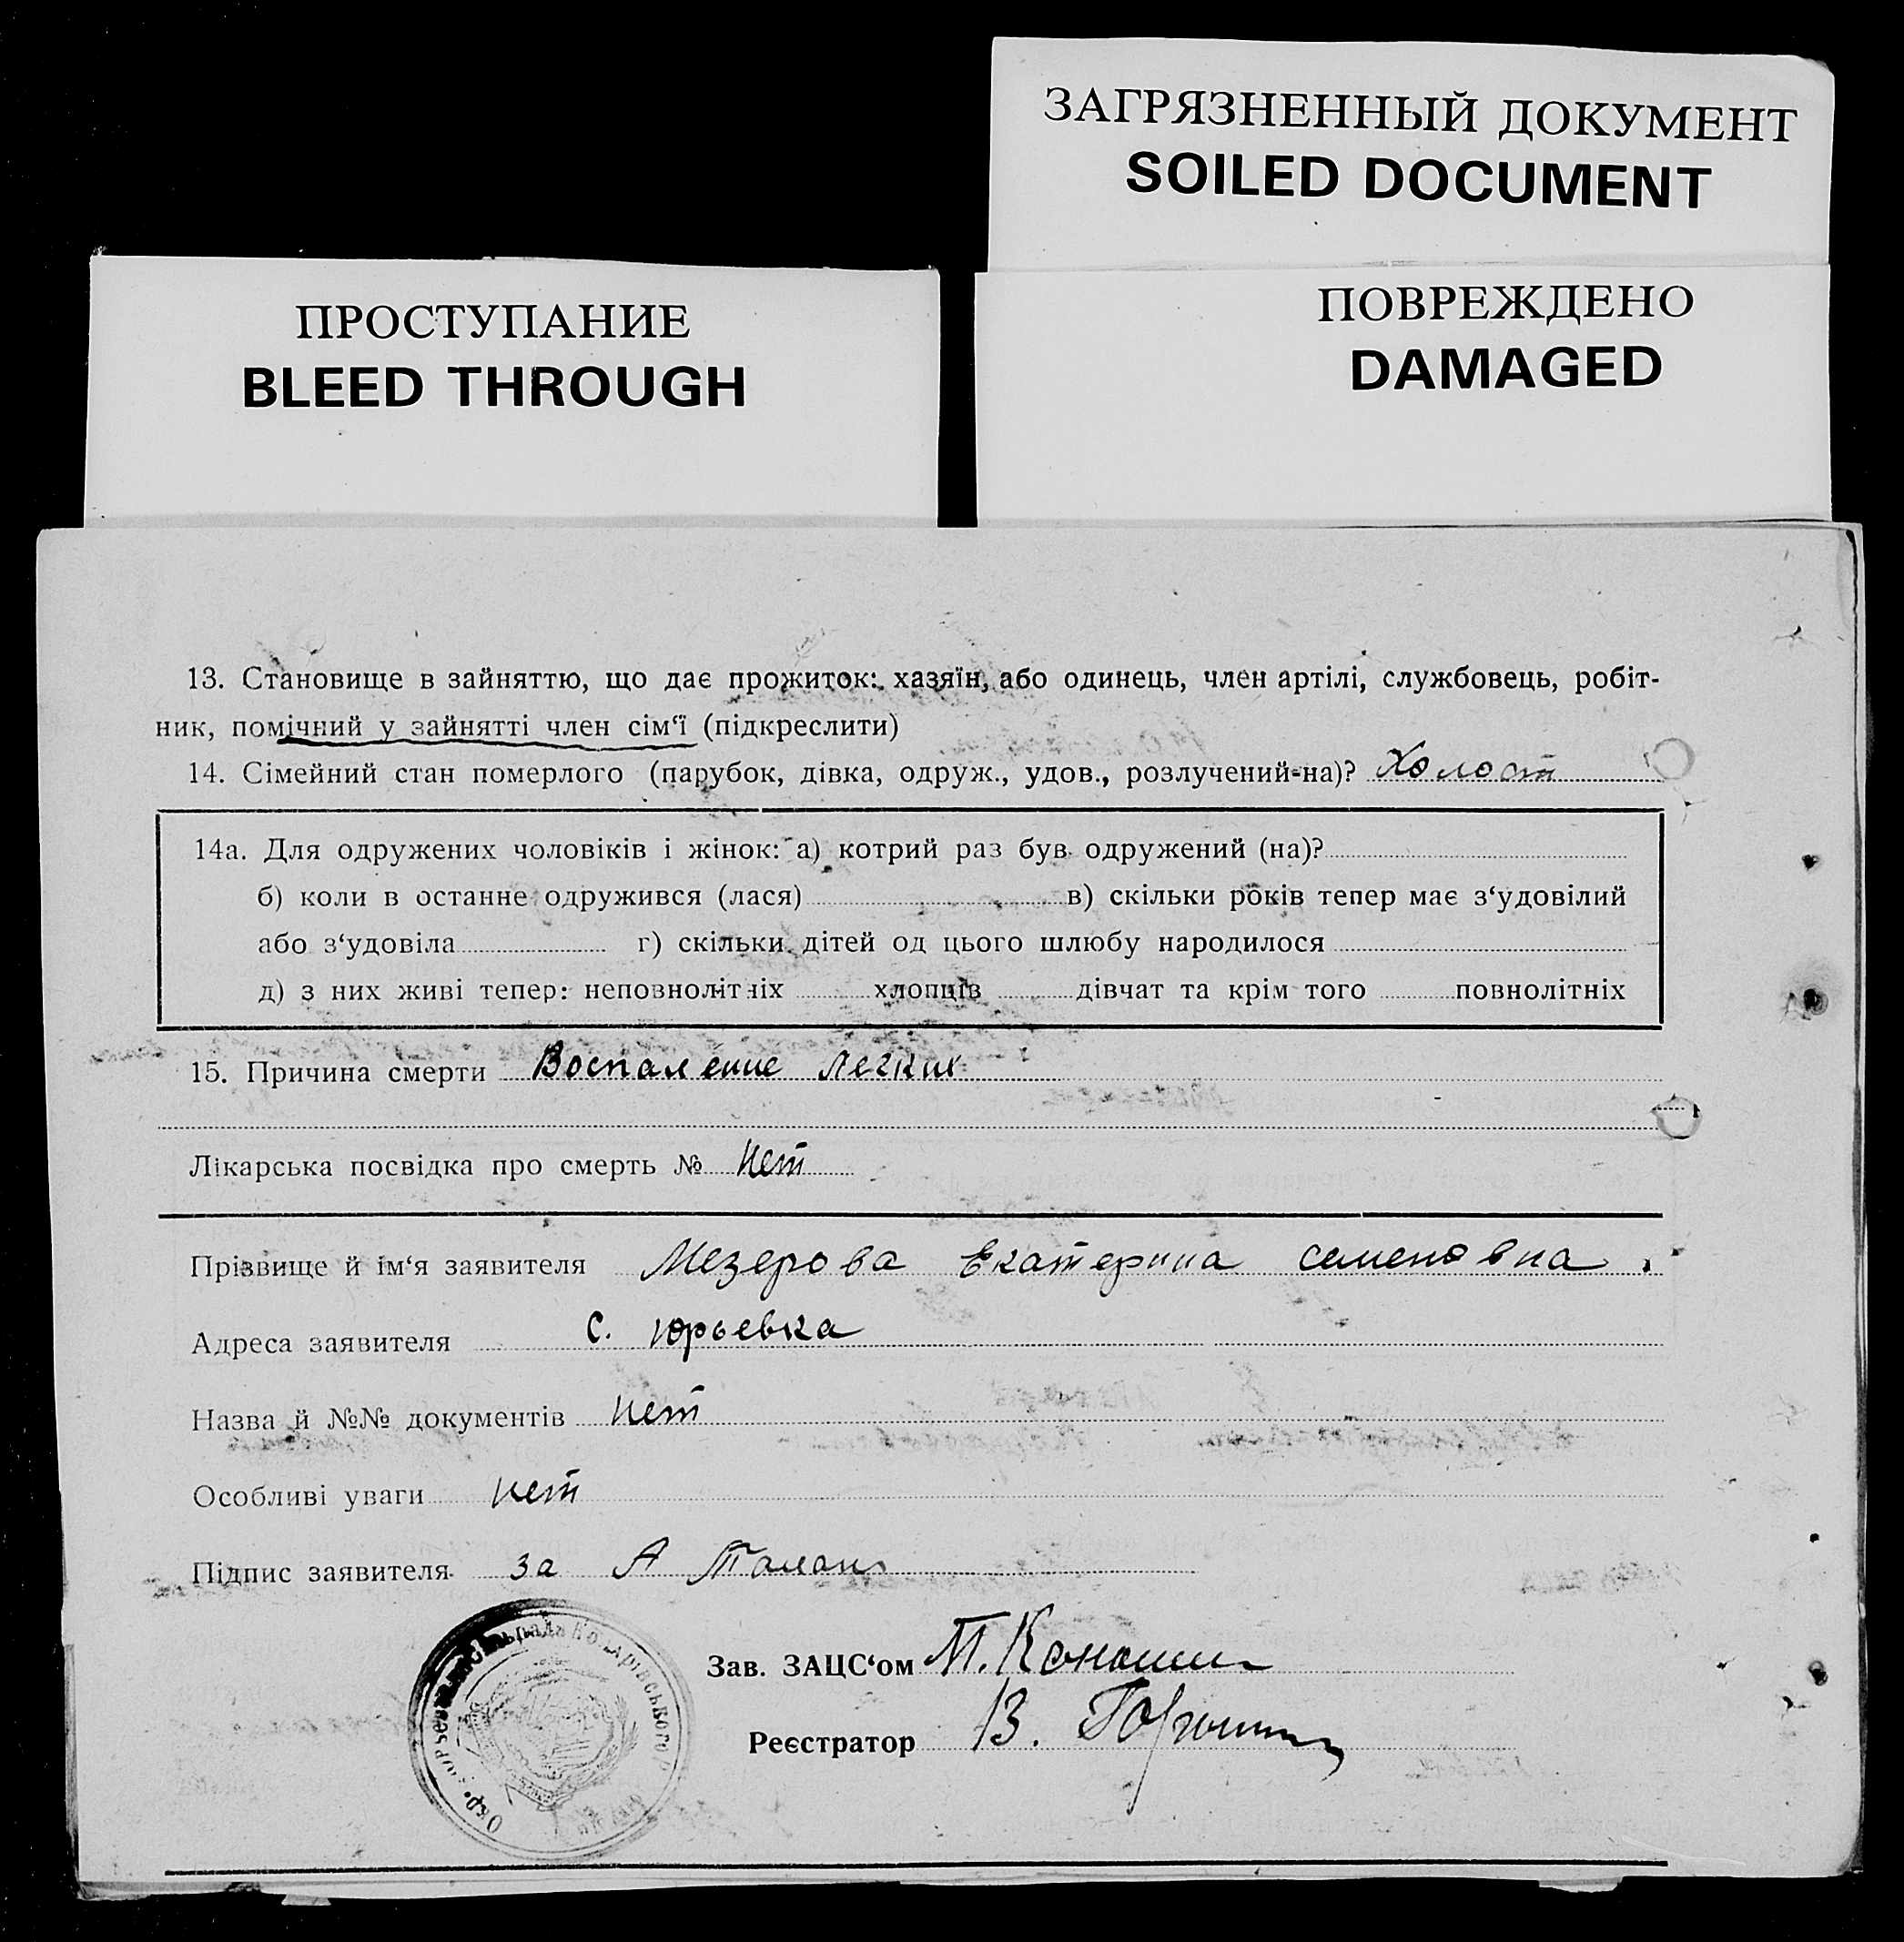 ЗАГРЯЗНЕННЫЙ ДОКУМЕНТ
SOILED DOCUMENT
ПРОСТУПАНИЕ
BLEED THROUGH
ПОВРЕЖДЕНО
DAMAGED
13. Становище в зайняттю, що дає прожиток: хазяїн, або одинець, член артілі, службовець, робіт-
ник, помічний у зайнятті член сім‘ї (підкреслити)
14. Сімейний стан померлого (парубок, дівка, одруж., удов., розлучений-на)? Холост
14а. Для одружених чоловіків і жінок: а) котрий раз був одружений (на)?
б) коли в останнє одружився (лася) в) скільки років тепер має з‘удовілий
або з‘удовіла г) скільки дітей од цього шлюбу народилося
д) з них живі тепер: неповнолітніх хлопців дівчат та крім того повнолітніх
15. Причина смерти Воспаление легких
Лікарська посвідка про смерть № нет
Прізвище й ім‘я заявителя Мезерова Екатерина Семеновна
Адреса заявителя с. Юрьевка
Назва й №№ документів нет
Особливі уваги нет
Підпис заявителя за А
Зав. ЗАЦС‘ом
Реєстратор В.